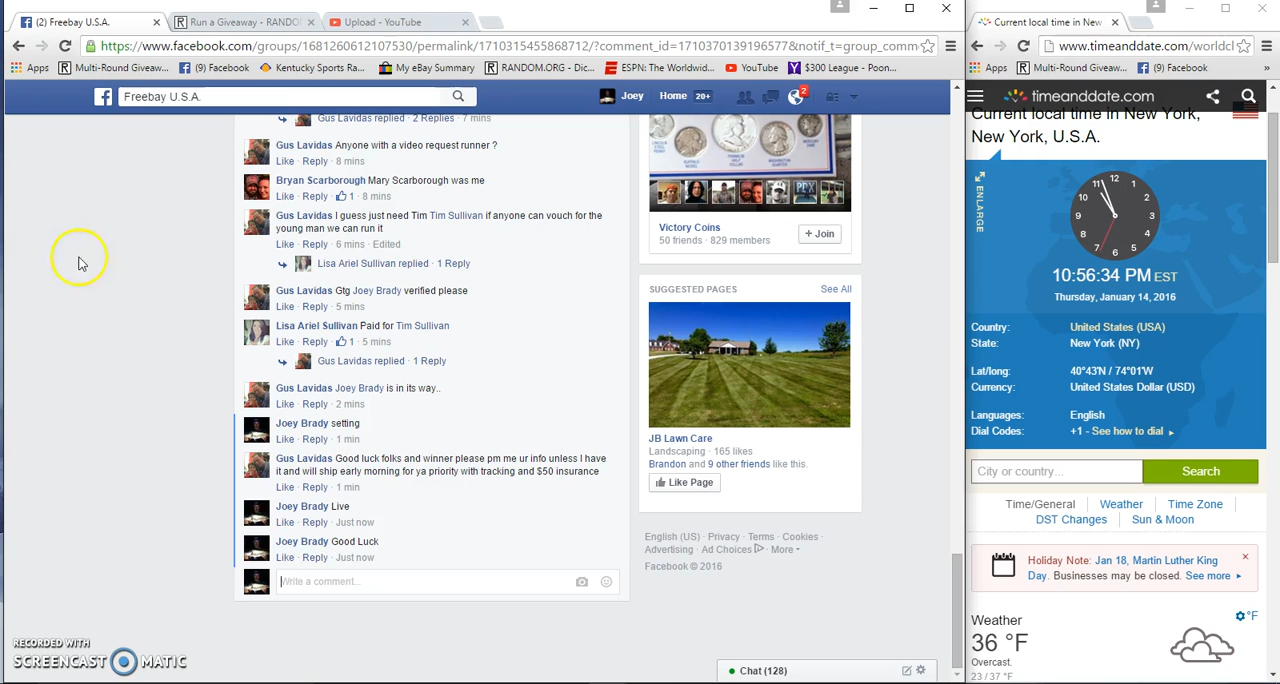 (2) Freebay U.S.A.
Run a Giveaway - RANDO
Upload - YouTube
https://www.facebook.com/groups/1681260612107530/permalink/1710315455868712/?comment_id=1710370139196577&notif_t=group_comm
Apps
Multi-Round Giveaw...
(9) Facebook
Kentucky Sports Ra...
My eBay Summary
RANDOM.ORG - Dic...
ESPN: The Worldwid...
YouTube
$300 League - Poon...
Freebay U.S.A.
Joey
Home 20+
2
Gus Lavidas replied · 2 Replies · 7 mins
Gus Lavidas Anyone with a video request runner ?
Like · Reply · 8 mins
Bryan Scarborough Mary Scarborough was me
Like · Reply · 1 · 8 mins
Gus Lavidas I guess just need Tim Tim Sullivan if anyone can vouch for the
young man we can run it
Like · Reply · 6 mins · Edited
Lisa Ariel Sullivan replied · 1 Reply
Gus Lavidas Gtg Joey Brady verified please
Like · Reply · 5 mins
Lisa Ariel Sullivan Paid for Tim Sullivan
Like · Reply · 1 · 5 mins
Gus Lavidas replied · 1 Reply
Gus Lavidas Joey Brady is in its way..
Like · Reply · 2 mins
Joey Brady setting
Like · Reply · 1 min
Gus Lavidas Good luck folks and winner please pm me ur info unless I have
it and will ship early morning for ya priority with tracking and $50 insurance
Like · Reply · 1 min
Joey Brady Live
Like · Reply · Just now
Joey Brady Good Luck
Like · Reply · Just now
Write a comment...
Victory Coins
50 friends · 829 members
+ Join
SUGGESTED PAGES
See All
JB Lawn Care
Landscaping · 165 likes
Brandon and 9 other friends like this.
Like Page
English (US) · Privacy · Terms · Cookies ·
Advertising · Ad Choices · More
Facebook © 2016
Chat (128)
RECORDED WITH
SCREENCAST MATIC
Current local time in New
www.timeanddate.com/worldcl
Apps
Multi-Round Giveaw...
(9) Facebook
»
timeanddate.com
Current local time in New York,
New York, U.S.A.
ENLARGE
12
1
2
3
4
5
6
7
8
9
10
11
10:56:34 PM EST
Thursday, January 14, 2016
Country: United States (USA)
State: New York (NY)
Lat/long: 40°43'N / 74°01'W
Currency: United States Dollar (USD)
Languages: English
Dial Codes: +1 - See how to dial
City or country...
Search
Time/General
Weather
Time Zone
DST Changes
Sun & Moon
Holiday Note: Jan 18, Martin Luther King
Day. Businesses may be closed. See more
×
°F
Weather
36 °F
Overcast.
23 / 37 °F